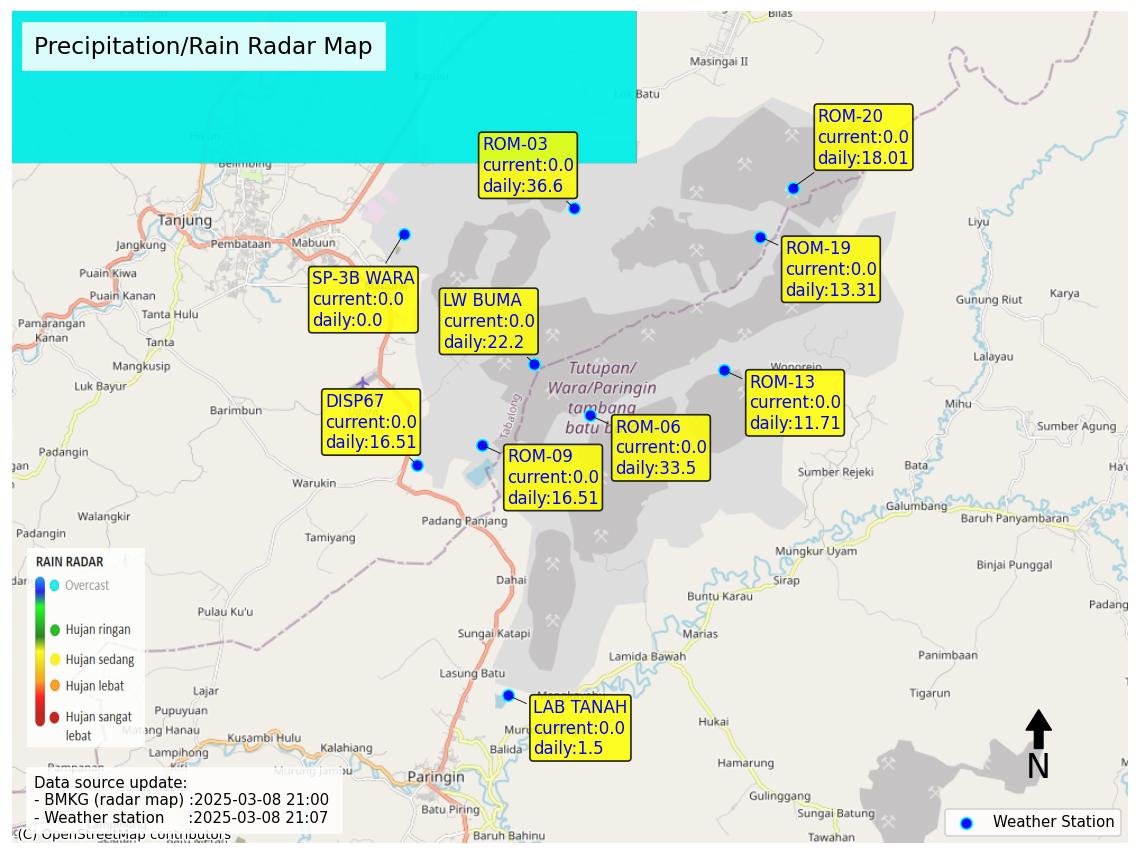 Precipitation/Rain Radar Map
Bilas
Masingai II
Batu
Belimbing
Tanjung
Jangkung
Pembataan
Mabuun
Puain Kiwa
Puain Kanan
Tanta Hulu
Pamarangan
Kanan
Tanta
Mangkusip
Luk Bayur
Barimbun
Padangin
Warukin
Walangkir
Padangin
Tamiyang
Padang Panjang
Dahai
Pulau Ku'u
Sungai Katapi
Lasung Batu
Lajar
Pupuyuan
Matang Hanau
Lampihong
Kusambi Hulu
Kalahiang
Murung Jambu
Paringin
Balida
Batu Piring
Baruh Bahinu
ROM-03
current:0.0
daily:36.6
ROM-20
current:0.0
daily:18.01
ROM-19
current:0.0
daily:13.31
SP-3B WARA
current:0.0
daily:0.0
LW BUMA
current:0.0
daily:22.2
Tutupan/
Wara/Paringin
tambang
batu
Tabalong
Wonorejo
ROM-13
current:0.0
daily:11.71
DISP67
current:0.0
daily:16.51
ROM-06
current:0.0
daily:33.5
ROM-09
current:0.0
daily:16.51
LAB TANAH
current:0.0
daily:1.5
Liyu
Gunung Riut
Karya
Lalayau
Mihu
Sumber Agung
Bata
Sumber Rejeki
Galumbang
Baruh Panyambaran
Mungkur Uyam
Binjai Punggal
Sirap
Buntu Karau
Padang
Marias
Lamida Bawah
Panimbaan
Tigarun
Hukai
Hamarung
Gulinggang
Sungai Batung
Tawahan
RAIN RADAR
Overcast
Hujan ringan
Hujan sedang
Hujan lebat
Hujan sangat
lebat
Data source update:
- BMKG (radar map) :2025-03-08 21:00
- Weather station :2025-03-08 21:07
(C) OpenStreetMap contributors
N
Weather Station